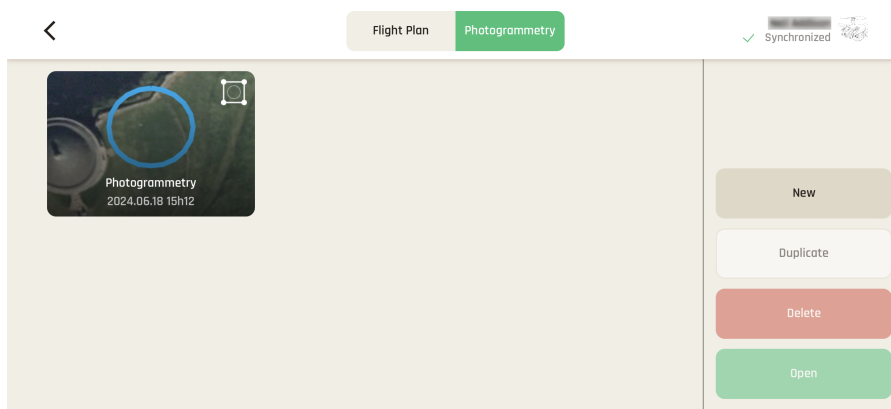 Flight Plan
Photogrammetry
Synchronized
Photogrammetry
2024.06.18 15h12
New
Duplicate
Delete
Open